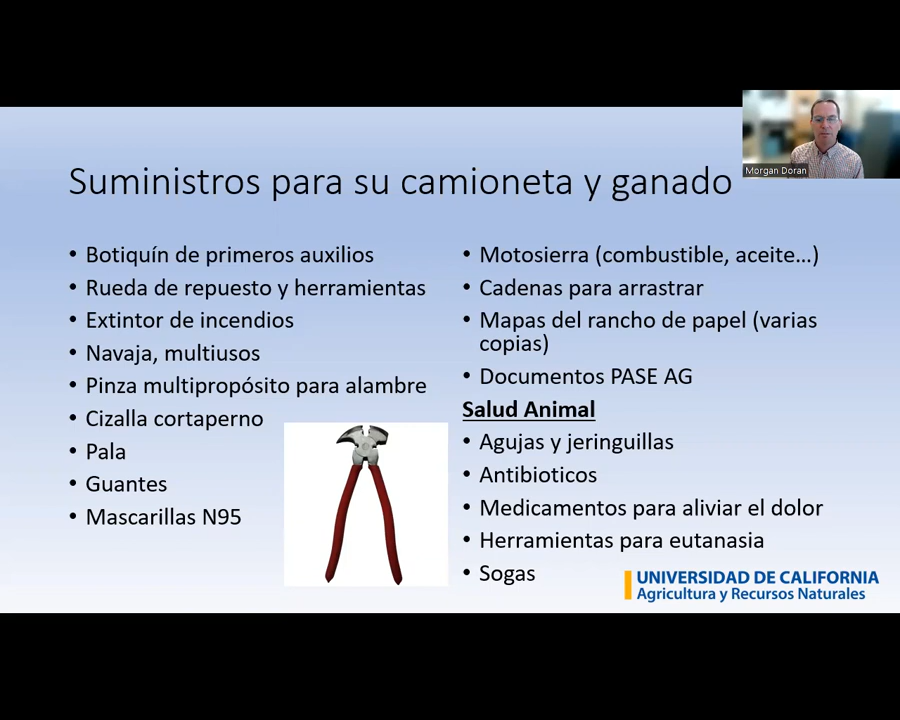 Morgan Doran
Suministros para su camioneta y ganado
• Botiquín de primeros auxilios
• Rueda de repuesto y herramientas
• Extintor de incendios
• Navaja, multiusos
• Pinza multipropósito para alambre
• Cizalla cortaperno
• Pala
• Guantes
• Mascarillas N95
• Motosierra (combustible, aceite...)
• Cadenas para arrastrar
• Mapas del rancho de papel (varias
copias)
• Documentos PASE AG
Salud Animal
• Agujas y jeringuillas
• Antibioticos
• Medicamentos para aliviar el dolor
• Herramientas para eutanasia
• Sogas
UNIVERSIDAD DE CALIFORNIA
Agricultura y Recursos Naturales